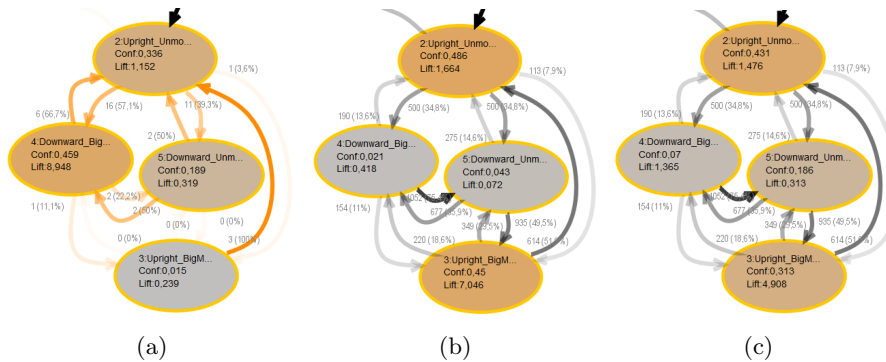 2:Upright_Unmo...
Conf:0,336
Lift:1,152
1 (3,6%)
6 (66,7%)
16 (57,1%)
11 (39,3%)
2 (50%)
4:Downward_Big...
Conf:0,459
Lift:8,948
5:Downward_Unm...
Conf:0,189
Lift:0,319
2 (22,2%)
2 (50%)
1 (11,1%)
0 (0%)
0 (0%)
0 (0%)
3 (100%)
3:Upright_BigM...
Conf:0,015
Lift:0,239
(a)
2:Upright_Unmo...
Conf:0,486
Lift:1,664
113 (7,9%)
190 (13,6%)
500 (34,8%)
500 (34,8%)
275 (14,6%)
4:Downward_Big...
Conf:0,021
Lift:0,418
5:Downward_Unm...
Conf:0,043
Lift:0,072
154 (11%)
677 (35,9%)
349 (29,5%)
935 (49,5%)
220 (18,6%)
3:Upright_BigM...
Conf:0,45
Lift:7,046
(b)
2:Upright_Unmo...
Conf:0,431
Lift:1,476
113 (7,9%)
190 (13,6%)
500 (34,8%)
500 (34,8%)
275 (14,6%)
4:Downward_Big...
Conf:0,07
Lift:1,365
5:Downward_Unm...
Conf:0,186
Lift:0,313
154 (11%)
677 (35,9%)
349 (29,5%)
935 (49,5%)
220 (18,6%)
3:Upright_BigM...
Conf:0,313
Lift:4,908
(c)